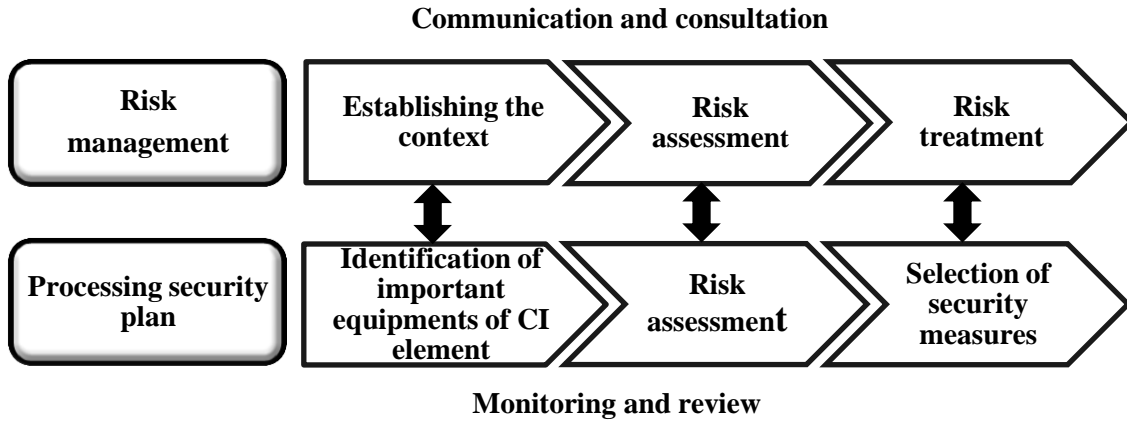 Communication and consultation
Risk
management
Establishing the
context
Risk
assessment
Risk
treatment
Processing security
plan
Identification of
important
equipments of CI
element
Risk
assessment
Selection of
security
measures
Monitoring and review